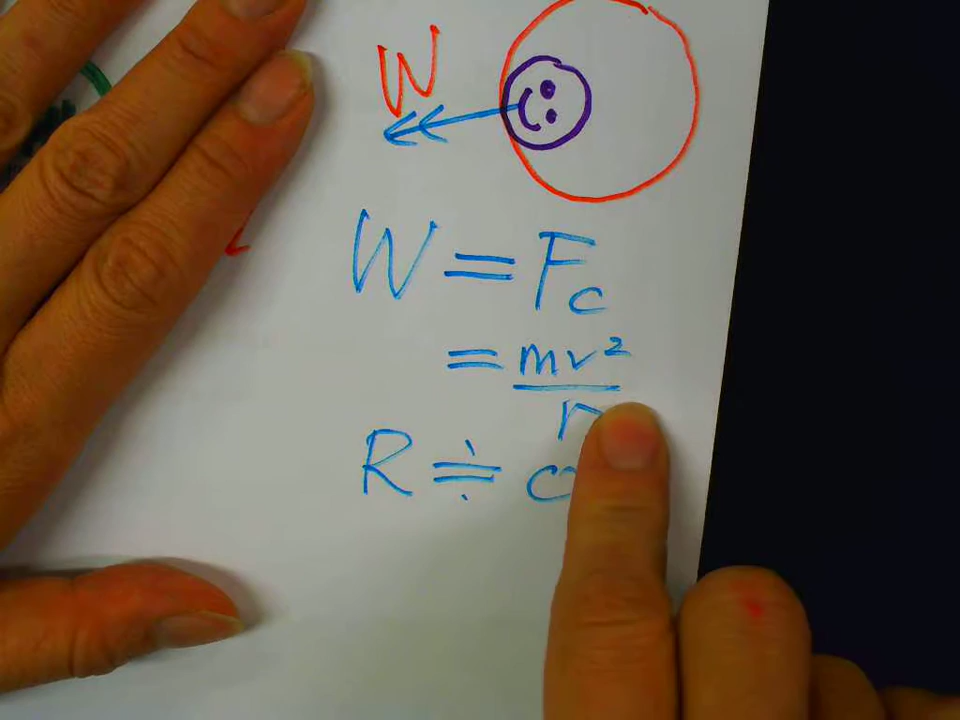 W
W = Fc
= mv²/r
R ≒